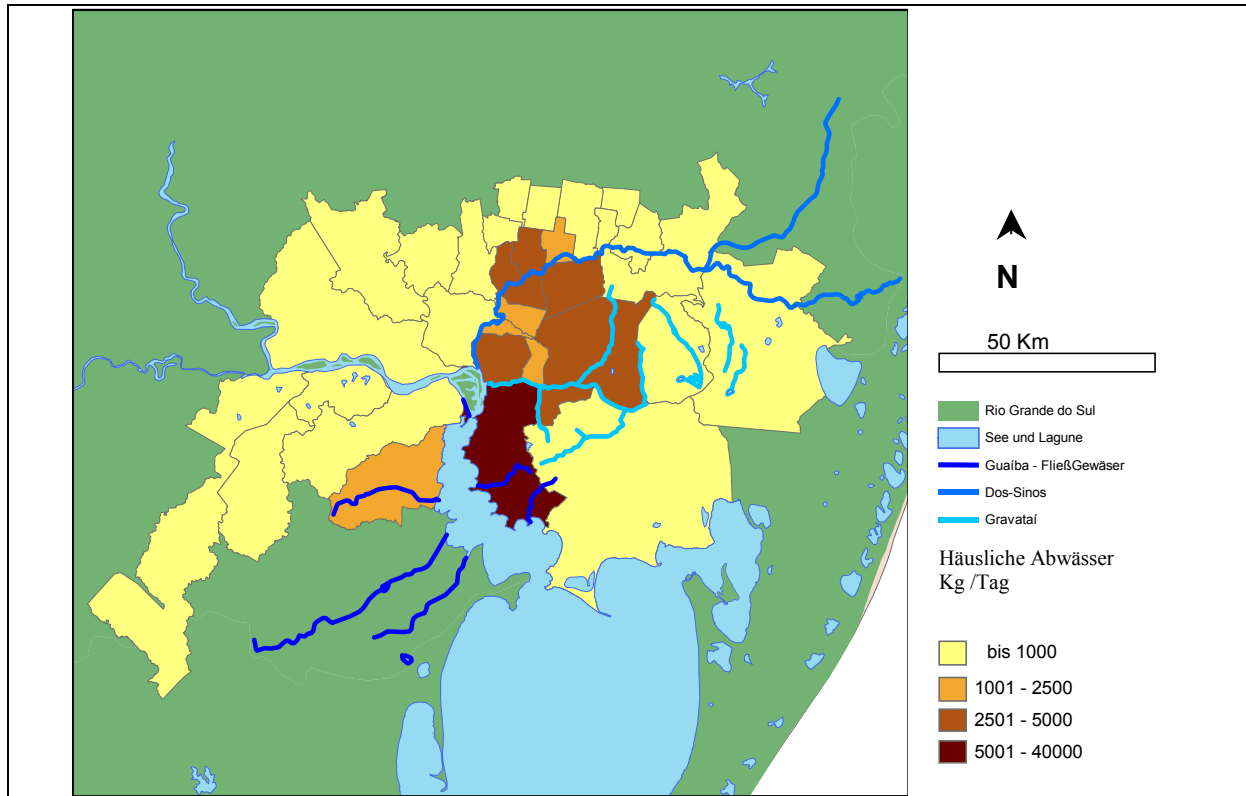 N
50 Km
Rio Grande do Sul
See und Lagune
Guaíba - FließGewäser
Dos-Sinos
Gravataí
Häusliche Abwässer
Kg /Tag
bis 1000
1001 - 2500
2501 - 5000
5001 - 40000